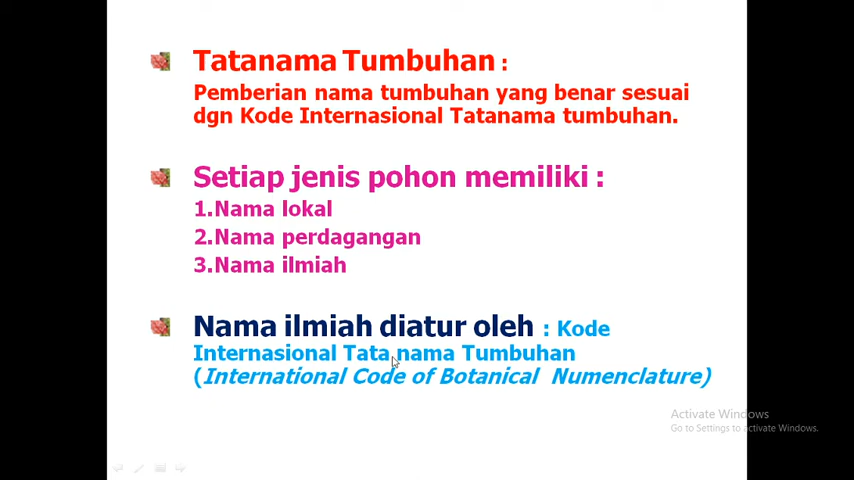 Tatanama Tumbuhan :
Pemberian nama tumbuhan yang benar sesuai
dgn Kode Internasional Tatanama tumbuhan.
Setiap jenis pohon memiliki :
1.Nama lokal
2.Nama perdagangan
3.Nama ilmiah
Nama ilmiah diatur oleh : Kode
Internasional Tata nama Tumbuhan
(International Code of Botanical Numenclature)
Activate Windows
Go to Settings to activate Windows.